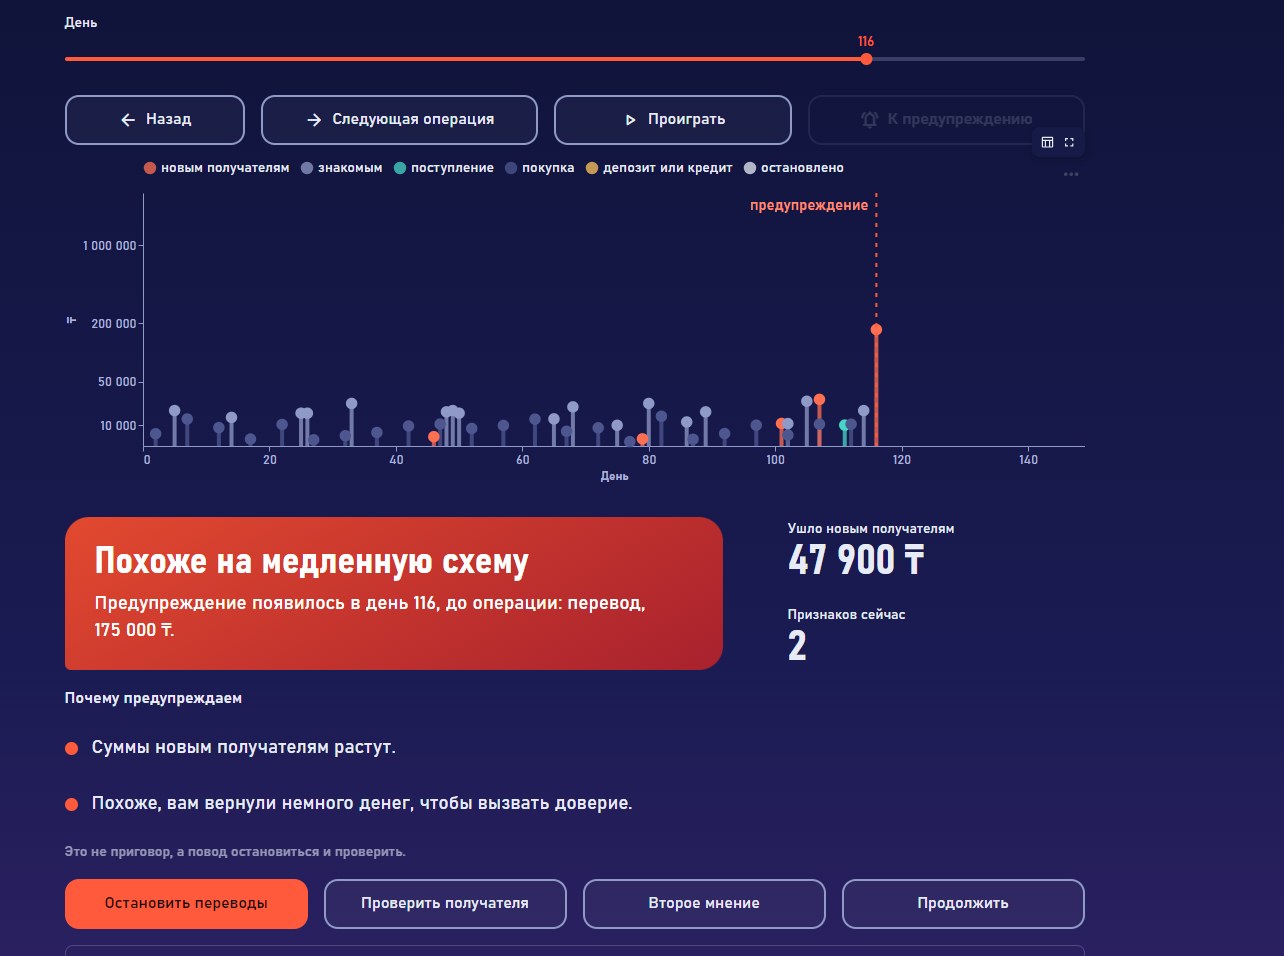 День
116
Назад
Следующая операция
Проиграть
К предупреждению
новым получателям
знакомым
поступление
покупка
депозит или кредит
остановлено
предупреждение
1 000 000
₸
200 000
50 000
10 000
0 20 40 60 80 100 120 140
День
Похоже на медленную схему
Предупреждение появилось в день 116, до операции: перевод,
175 000 ₸.
Ушло новым получателям
47 900 ₸
Признаков сейчас
2
Почему предупреждаем
Суммы новым получателям растут.
Похоже, вам вернули немного денег, чтобы вызвать доверие.
Это не приговор, а повод остановиться и проверить.
Остановить переводы
Проверить получателя
Второе мнение
Продолжить